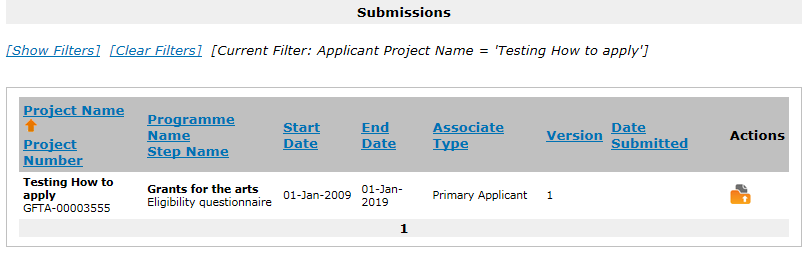 Submissions
[Show Filters] [Clear Filters] [Current Filter: Applicant Project Name = 'Testing How to apply']
Project Name
Project
Number
Programme
Name
Step Name
Start
Date
End
Date
Associate
Type
Version
Date
Submitted
Actions
Testing How to
apply
GFTA-00003555
Grants for the arts
Eligibility questionnaire
01-Jan-2009
01-Jan-
2019
Primary Applicant
1
1